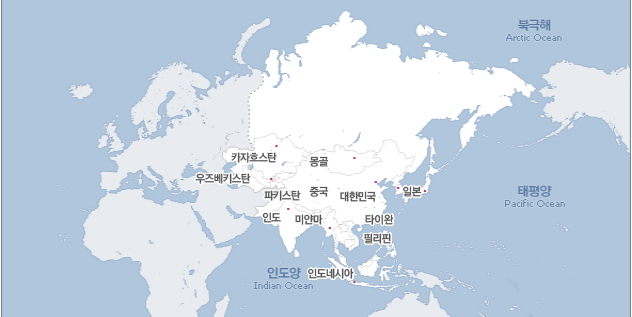 북극해
Arctic Ocean
카자흐스탄
몽골
우즈베키스탄
파키스탄
중국
대한민국
일본
태평양
Pacific Ocean
인도
미얀마
타이완
필리핀
인도양
Indian Ocean
인도네시아